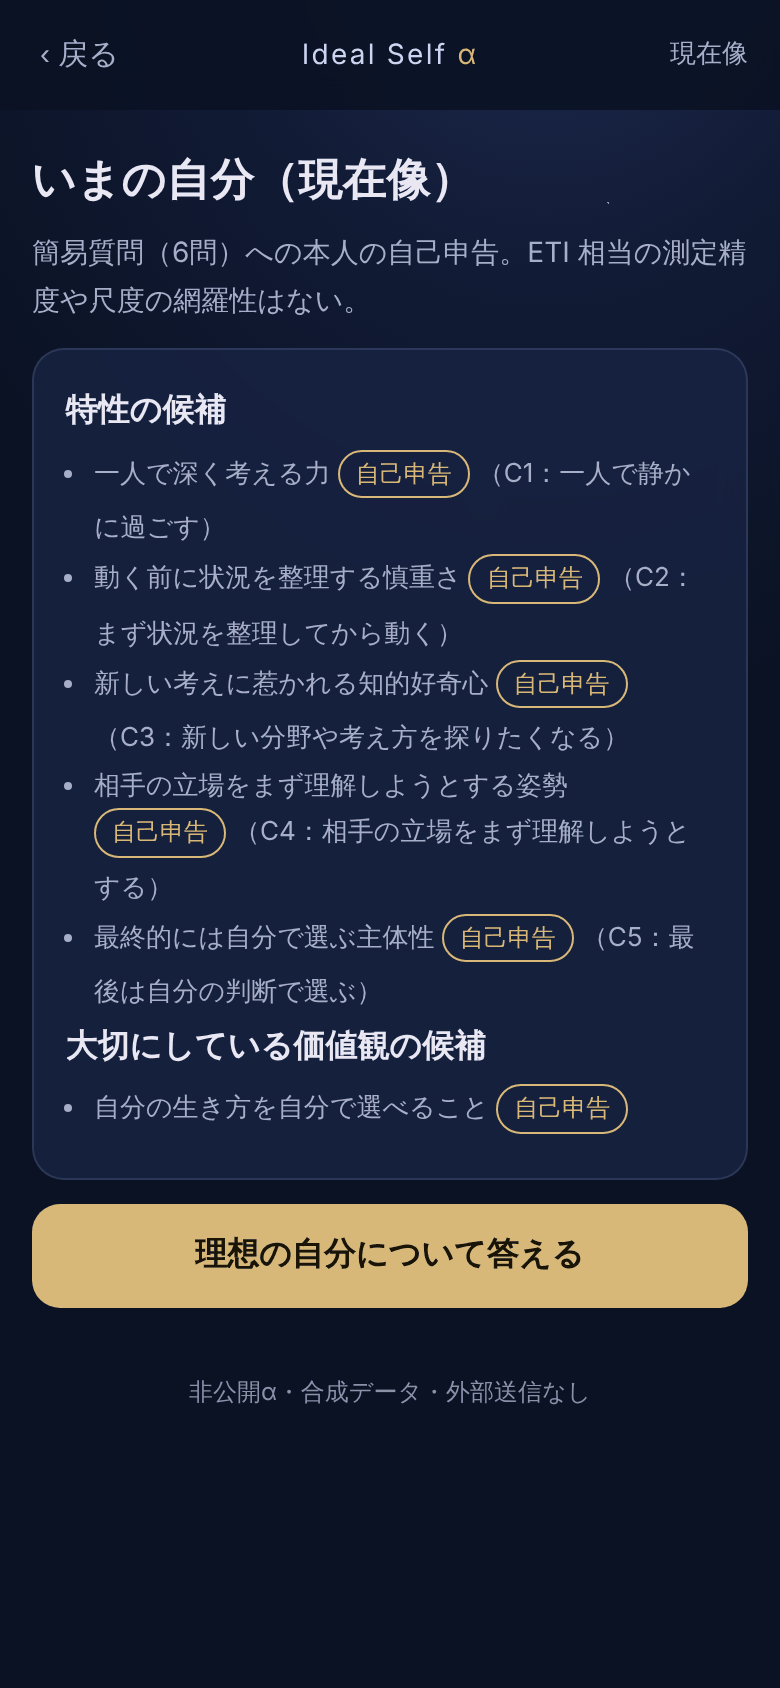 ‹ 戻る
Ideal Self α
現在像
いまの自分（現在像）
簡易質問（6問）への本人の自己申告。ETI 相当の測定精
度や尺度の網羅性はない。
特性の候補
• 一人で深く考える力 自己申告 （C1：一人で静か
に過ごす）
• 動く前に状況を整理する慎重さ 自己申告 （C2：
まず状況を整理してから動く）
• 新しい考えに惹かれる知的好奇心 自己申告
（C3：新しい分野や考え方を探りたくなる）
• 相手の立場をまず理解しようとする姿勢
自己申告 （C4：相手の立場をまず理解しようと
する）
• 最終的には自分で選ぶ主体性 自己申告 （C5：最
後は自分の判断で選ぶ）
大切にしている価値観の候補
• 自分の生き方を自分で選べること 自己申告
理想の自分について答える
非公開α・合成データ・外部送信なし